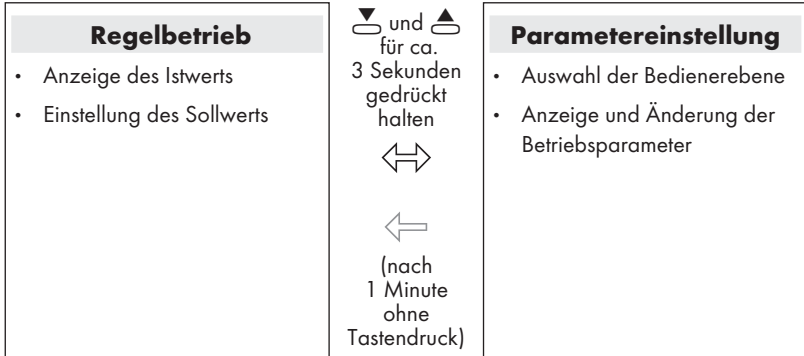 Regelbetrieb
• Anzeige des Istwerts
• Einstellung des Sollwerts
und
für ca.
3 Sekunden
gedrückt
halten
(nach
1 Minute
ohne
Tastendruck)
Parametereinstellung
• Auswahl der Bedienerebene
• Anzeige und Änderung der
Betriebsparameter